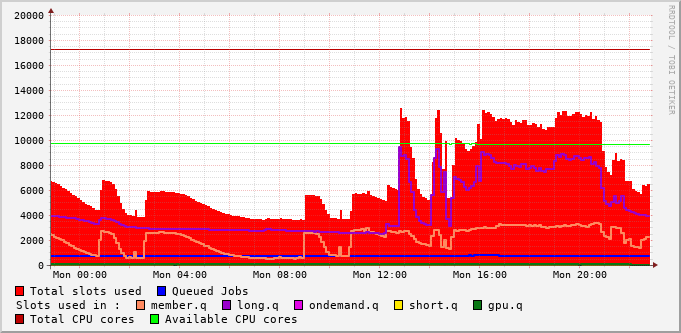 RRDTOOL / TOBI OETIKER
20000
18000
16000
14000
12000
10000
8000
6000
4000
2000
0
Mon 00:00 Mon 04:00 Mon 08:00 Mon 12:00 Mon 16:00 Mon 20:00
Total slots used Queued Jobs
Slots used in : member.q long.q ondemand.q short.q gpu.q
Total CPU cores Available CPU cores